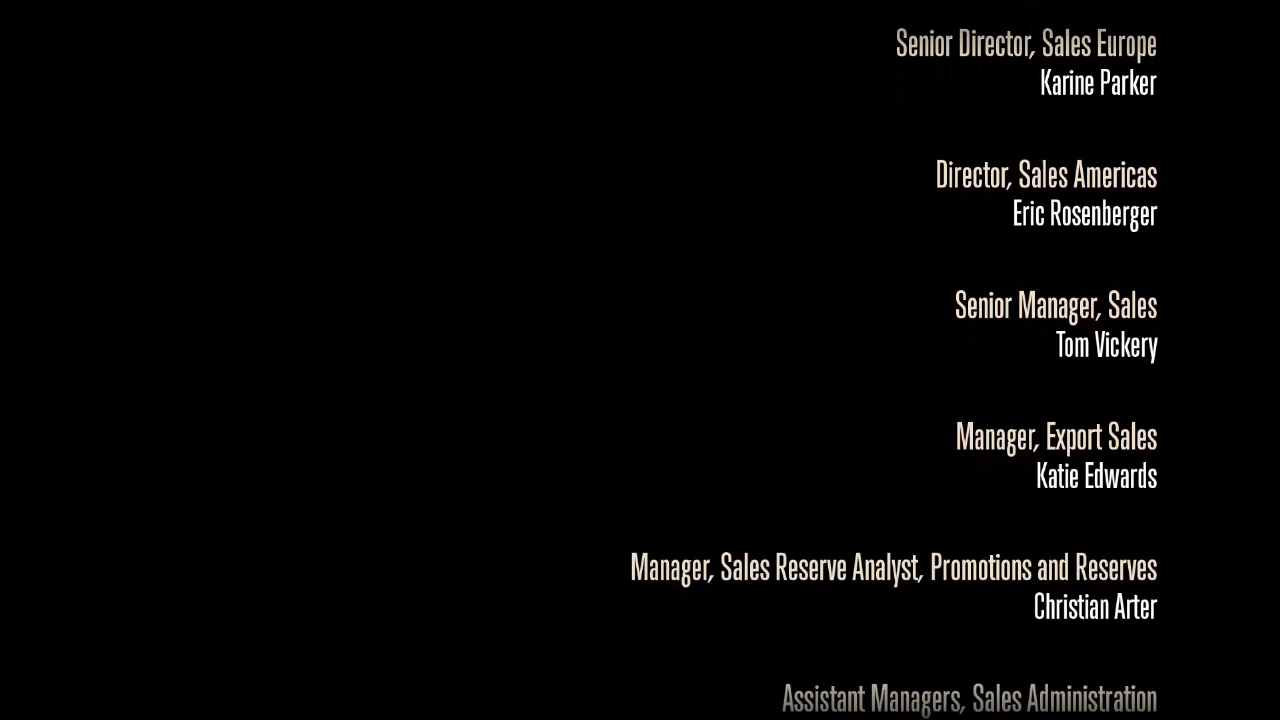 Senior Director, Sales Europe
Karine Parker
Director, Sales Americas
Eric Rosenberger
Senior Manager, Sales
Tom Vickery
Manager, Export Sales
Katie Edwards
Manager, Sales Reserve Analyst, Promotions and Reserves
Christian Arter
Assistant Managers, Sales Administration